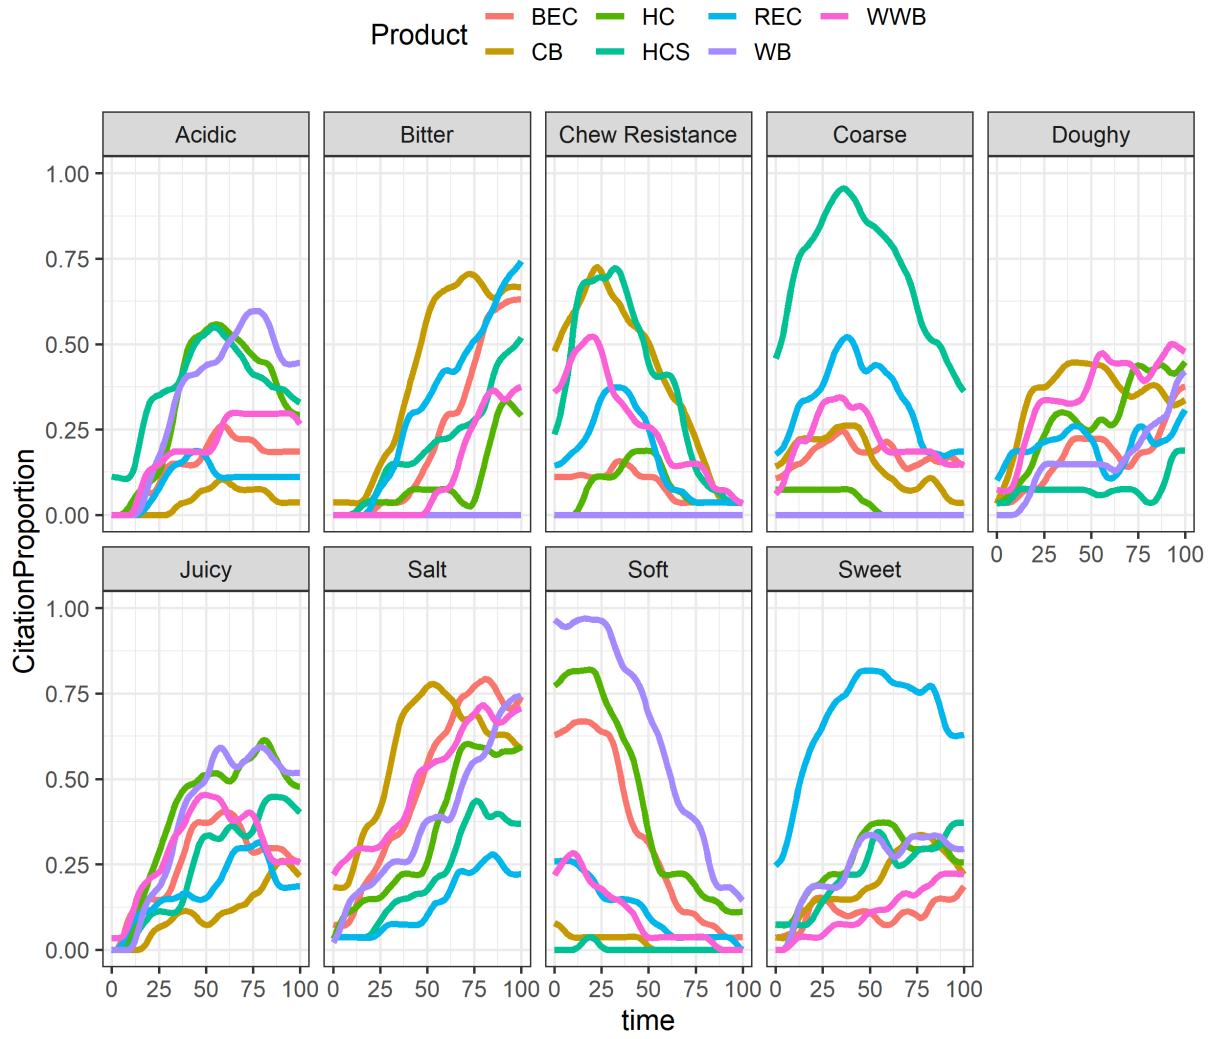 Product BEC HC REC WWB
CB HCS WB
Acidic Bitter Chew Resistance Coarse Doughy
1.00
0.75
0.50
0.25
0.00
0 25 50 75 100
Juicy Salt Soft Sweet
1.00
0.75
0.50
0.25
0.00
0 25 50 75 100 0 25 50 75 100 0 25 50 75 100 0 25 50 75 100
CitationProportion
time